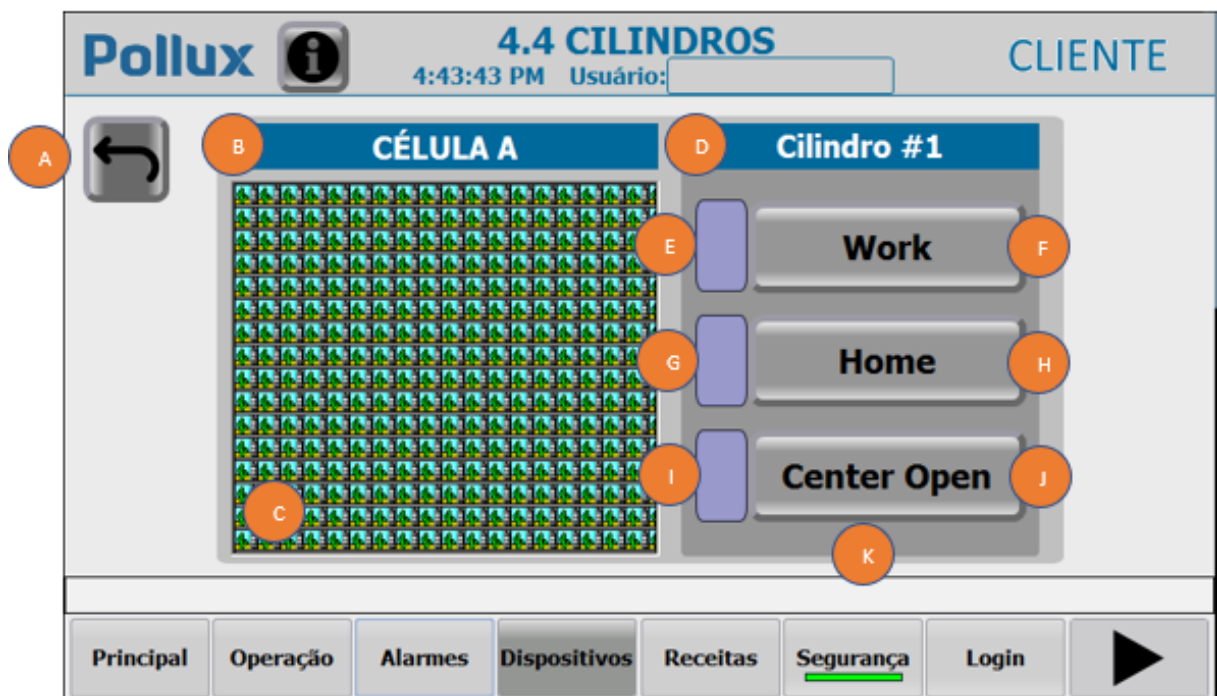 Pollux
4.4 CILINDROS
4:43:43 PM Usuário:
CLIENTE
A
B
CÉLULA A
D
Cilindro #1
E
Work
F
G
Home
H
C
I
Center Open
J
K
Principal
Operação
Alarmes
Dispositivos
Receitas
Segurança
Login